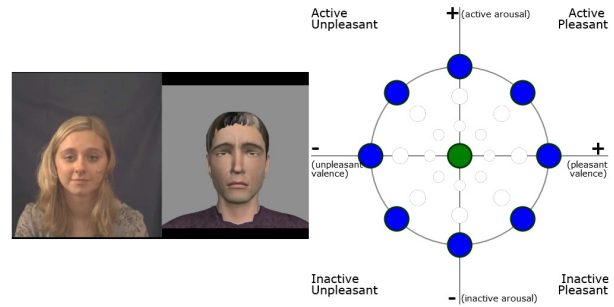 Active
Unpleasant
+ (active arousal)
Active
Pleasant
-
(unpleasant
valence)
+
(pleasant
valence)
Inactive
Unpleasant
- (inactive arousal)
Inactive
Pleasant